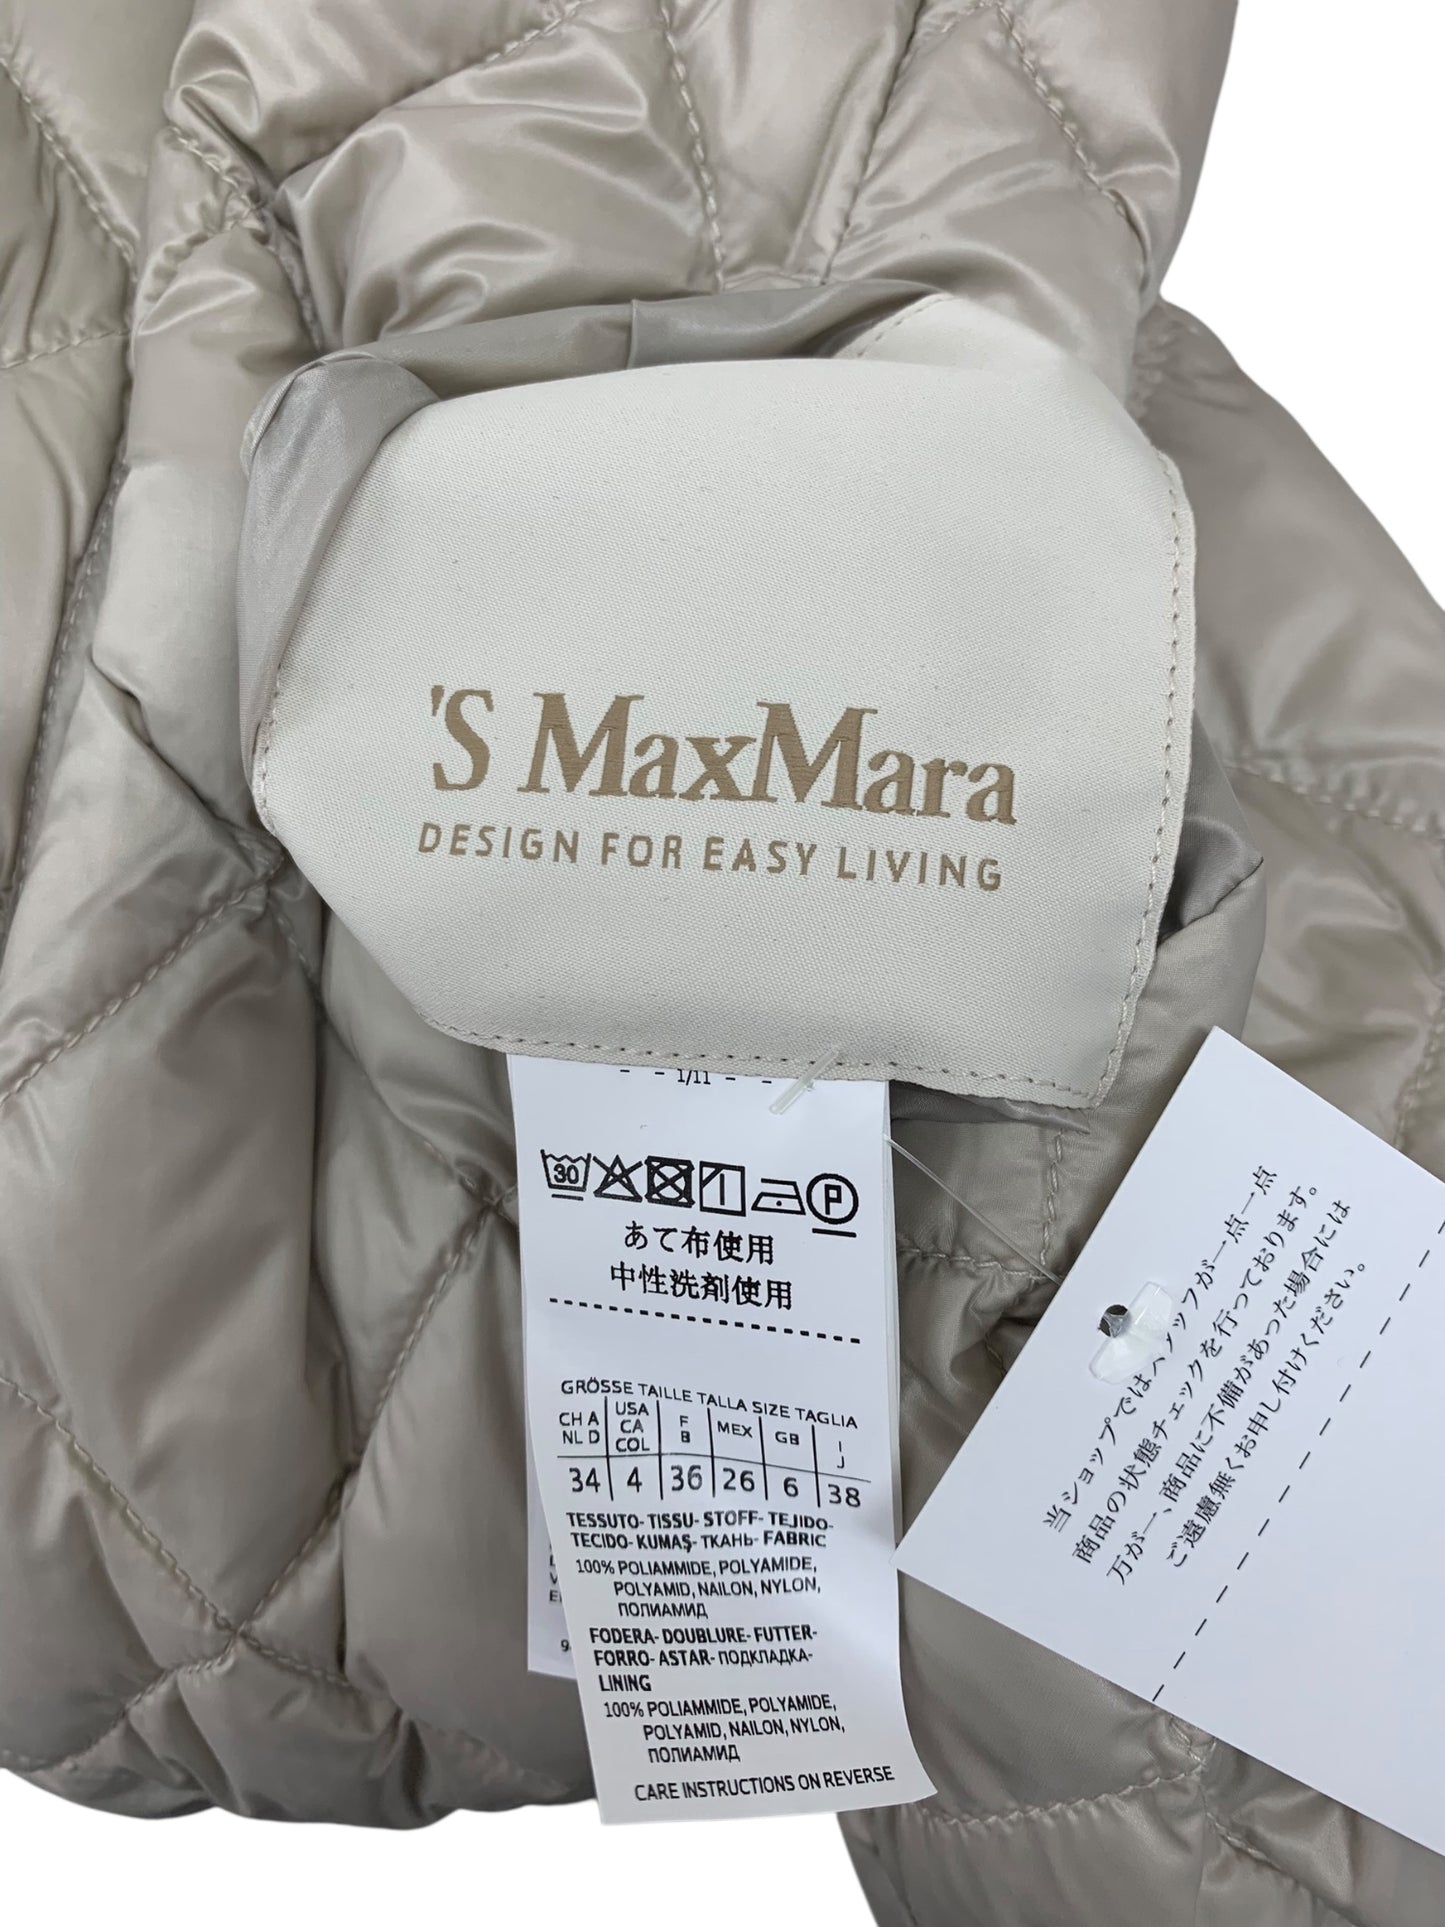 'S MaxMara
DESIGN FOR EASY LIVING
- - 1/11 - -
30 P
あて布使用
中性洗剤使用
GRÖSSE TAILLE TALLA SIZE TAGLIA
CH A NL D USA CA COL F B MEX GB I J
34 4 36 26 6 38
TESSUTO- TISSU- STOFF- TEJIDO-
TECIDO- KUMAŞ- ТКАНЬ- FABRIC
100% POLIAMMIDE, POLYAMIDE,
POLYAMID, NAILON, NYLON,
ПОЛИАМИД
FODERA- DOUBLURE- FUTTER-
FORRO- ASTAR- ПОДКЛАДКА-
LINING
100% POLIAMMIDE, POLYAMIDE,
POLYAMID, NAILON, NYLON,
ПОЛИАМИД
CARE INSTRUCTIONS ON REVERSE
当ショップではスタッフが一点一点
商品の状態チェックを行っております。
万が一、商品に不備があった場合には
ご遠慮無くお申し付けください。